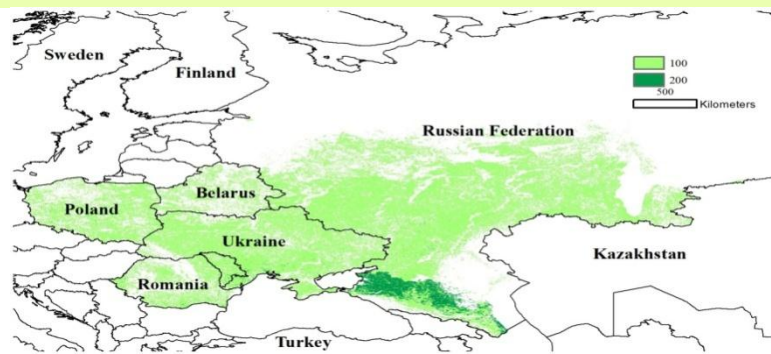 Sweden
Finland
100
200
500
Kilometers
Russian Federation
Belarus
Poland
Ukraine
Kazakhstan
Romania
Turkey